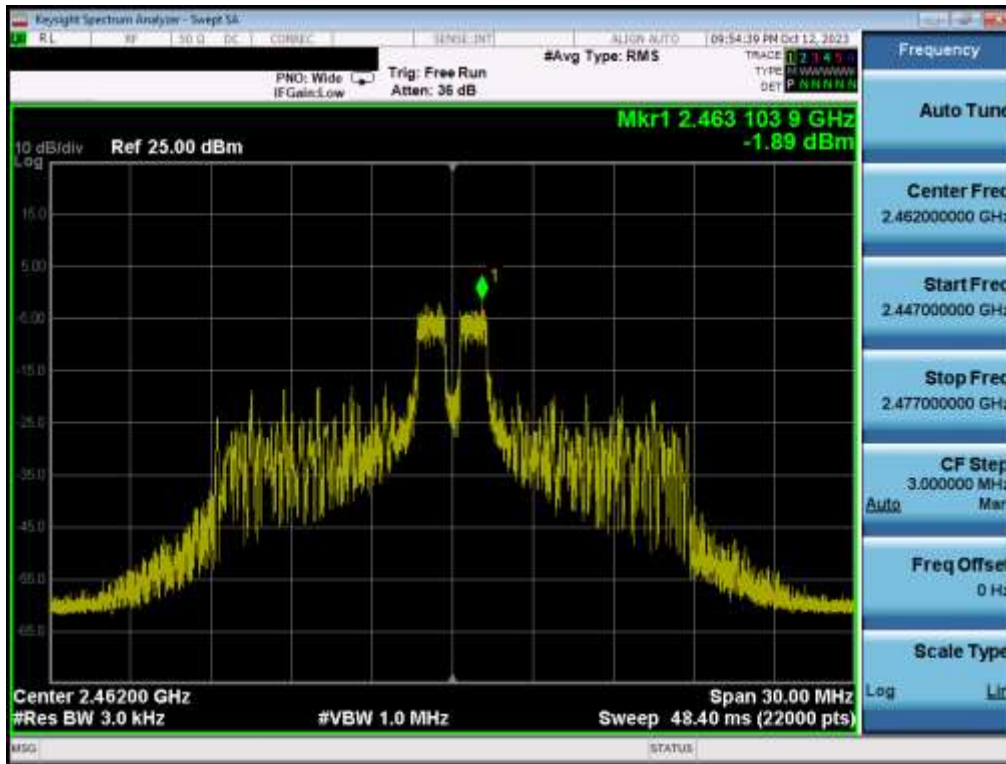 Keysight Spectrum Analyzer - Swept SA
RL RF 50 Ω DC CORREC SENSE:INT ALIGN AUTO 09:54:39 PM Oct 12, 2023
#Avg Type: RMS
TRACE 1 2 3 4 5 6
PNO: Wide Trig: Free Run
TYPE M WWWWW
IFGain:Low Atten: 36 dB
DET P N N N N N
Mkr1 2.463 103 9 GHz
-1.89 dBm
10 dB/div Ref 25.00 dBm
Log
15.0
5.00
-5.00
-15.0
-25.0
-35.0
-45.0
-55.0
-65.0
1
Center 2.46200 GHz Span 30.00 MHz
#Res BW 3.0 kHz #VBW 1.0 MHz Sweep 48.40 ms (22000 pts)
MSG STATUS
Frequency
Auto Tune
Center Freq
2.462000000 GHz
Start Freq
2.447000000 GHz
Stop Freq
2.477000000 GHz
CF Step
3.000000 MHz
Auto Man
Freq Offset
0 Hz
Scale Type
Log Lin